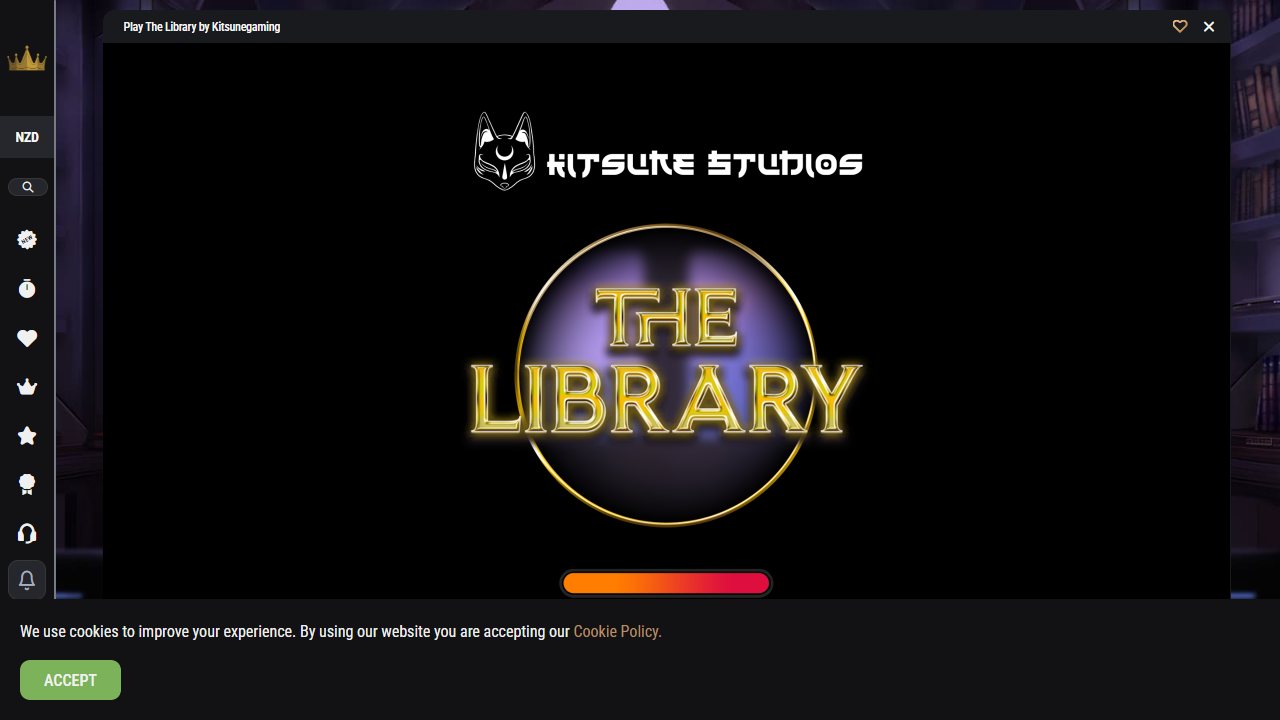 Play The Library by Kitsunegaming
NZD
NEW
KITSUNE STUDIOS
THE
LIBRARY
We use cookies to improve your experience. By using our website you are accepting our Cookie Policy.
ACCEPT